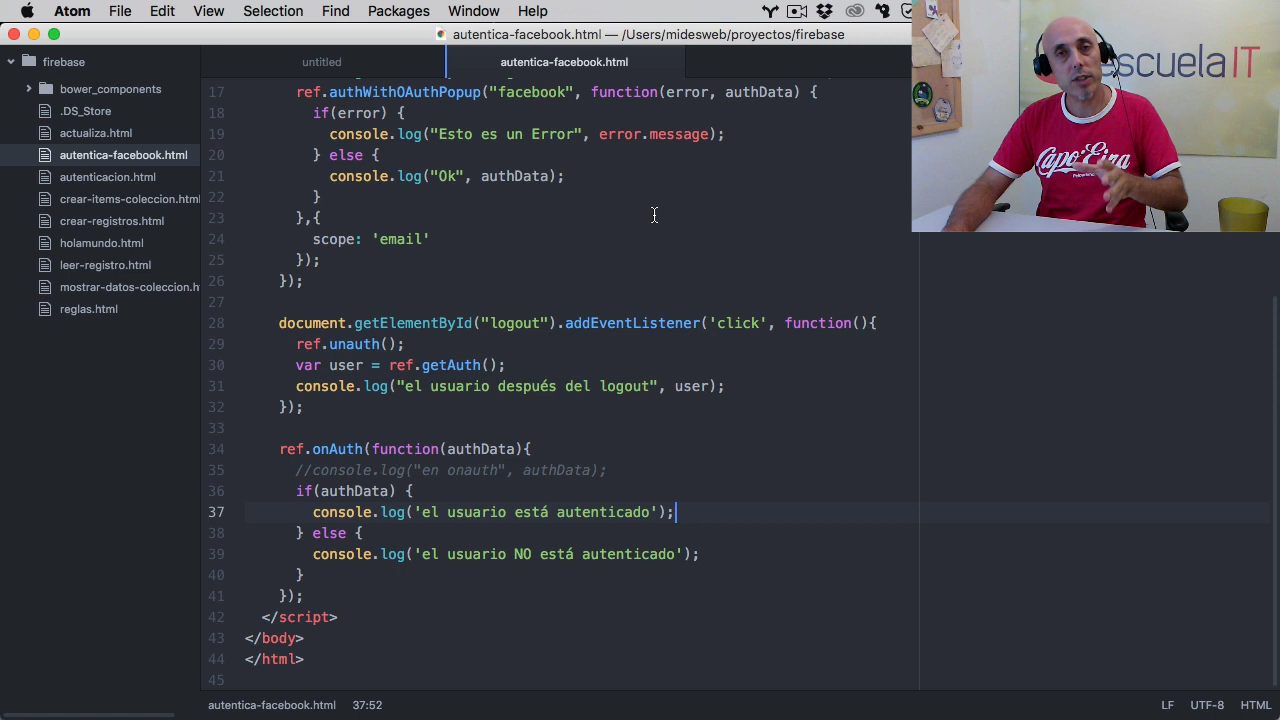 Atom File Edit View Selection Find Packages Window Help
autentica-facebook.html — /Users/midesweb/proyectos/firebase
firebase
bower_components
.DS_Store
actualiza.html
autentica-facebook.html
autenticacion.html
crear-items-coleccion.html
crear-registros.html
holamundo.html
leer-registro.html
mostrar-datos-coleccion.h
reglas.html
untitled
autentica-facebook.html
17 ref.authWithOAuthPopup("facebook", function(error, authData) {
18 if(error) {
19 console.log("Esto es un Error", error.message);
20 } else {
21 console.log("Ok", authData);
22 }
23 },{
24 scope: 'email'
25 });
26 });
27
28 document.getElementById("logout").addEventListener('click', function(){
29 ref.unauth();
30 var user = ref.getAuth();
31 console.log("el usuario después del logout", user);
32 });
33
34 ref.onAuth(function(authData){
35 //console.log("en onauth", authData);
36 if(authData) {
37 console.log('el usuario está autenticado');
38 } else {
39 console.log('el usuario NO está autenticado');
40 }
41 });
42 </script>
43 </body>
44 </html>
45
escuelaIT
Capo'Eira
autentica-facebook.html 37:52
LF UTF-8 HTML